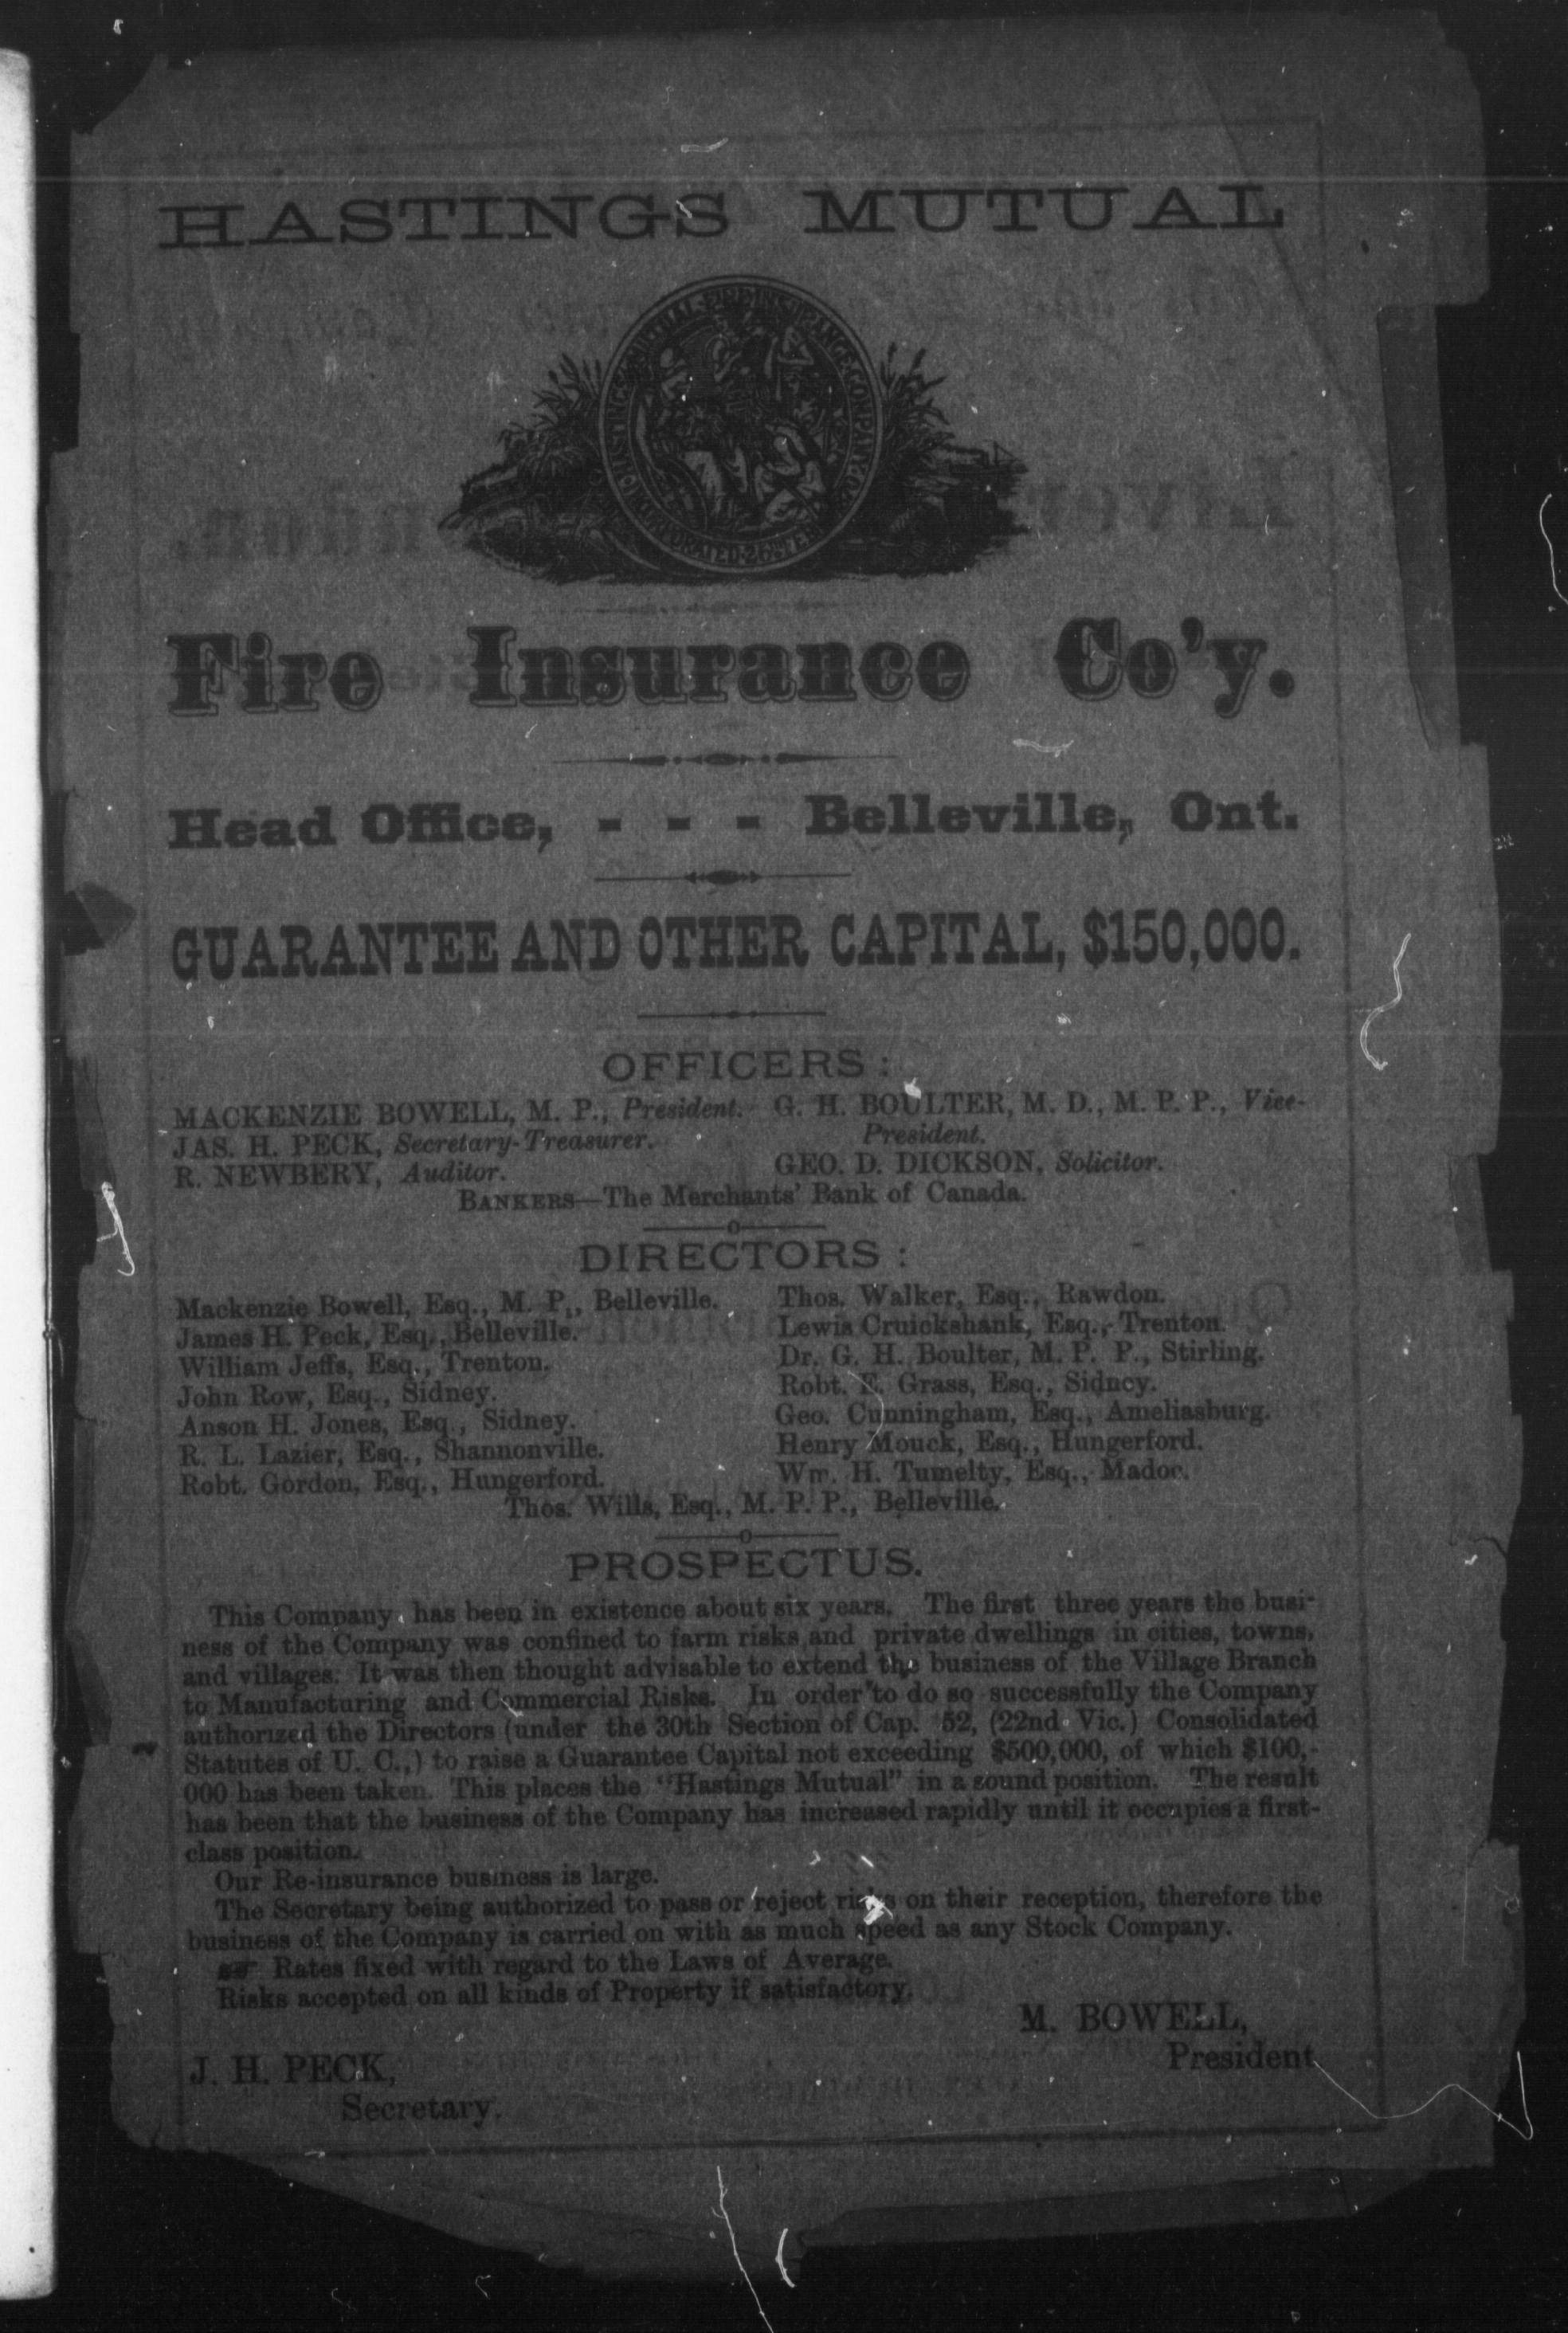 HASTINGS MUTUAL
HASTINGS MUTUAL FIRE INSURANCE COMPANY
INCORPORATED
Fire Insurance Co'y.
Head Office, - - - Belleville, Ont.
GUARANTEE AND OTHER CAPITAL, $150,000.
OFFICERS :
MACKENZIE BOWELL, M. P., President.
JAS. H. PECK, Secretary-Treasurer.
R. NEWBERY, Auditor.
G. H. BOULTER, M. D., M. P. P., Vice-
President.
GEO. D. DICKSON, Solicitor.
BANKERS—The Merchants' Bank of Canada.
DIRECTORS :
Mackenzie Bowell, Esq., M. P., Belleville.
James H. Peck, Esq., Belleville.
William Jeffs, Esq., Trenton.
John Row, Esq., Sidney.
Anson H. Jones, Esq., Sidney.
R. L. Lazier, Esq., Shannonville.
Robt. Gordon, Esq., Hungerford.
Thos. Walker, Esq., Rawdon.
Lewis Cruickshank, Esq., Trenton.
Dr. G. H. Boulter, M. P. P., Stirling.
Robt. E. Grass, Esq., Sidney.
Geo. Cunningham, Esq., Ameliasburg.
Henry Mouck, Esq., Hungerford.
Wm. H. Tumelty, Esq., Madoc.
Thos. Wills, Esq., M. P. P., Belleville.
PROSPECTUS.
This Company has been in existence about six years. The first three years the busi-
ness of the Company was confined to farm risks and private dwellings in cities, towns,
and villages. It was then thought advisable to extend the business of the Village Branch
to Manufacturing and Commercial Risks. In order to do so successfully the Company
authorized the Directors (under the 30th Section of Cap. 52, (22nd Vic.) Consolidated
Statutes of U. C.,) to raise a Guarantee Capital not exceeding $500,000, of which $100,-
000 has been taken. This places the "Hastings Mutual" in a sound position. The result
has been that the business of the Company has increased rapidly until it occupies a first-
class position.
Our Re-insurance business is large.
The Secretary being authorized to pass or reject risks on their reception, therefore the
business of the Company is carried on with as much speed as any Stock Company.
Rates fixed with regard to the Laws of Average.
Risks accepted on all kinds of Property if satisfactory.
M. BOWELL,
President
J. H. PECK,
Secretary.